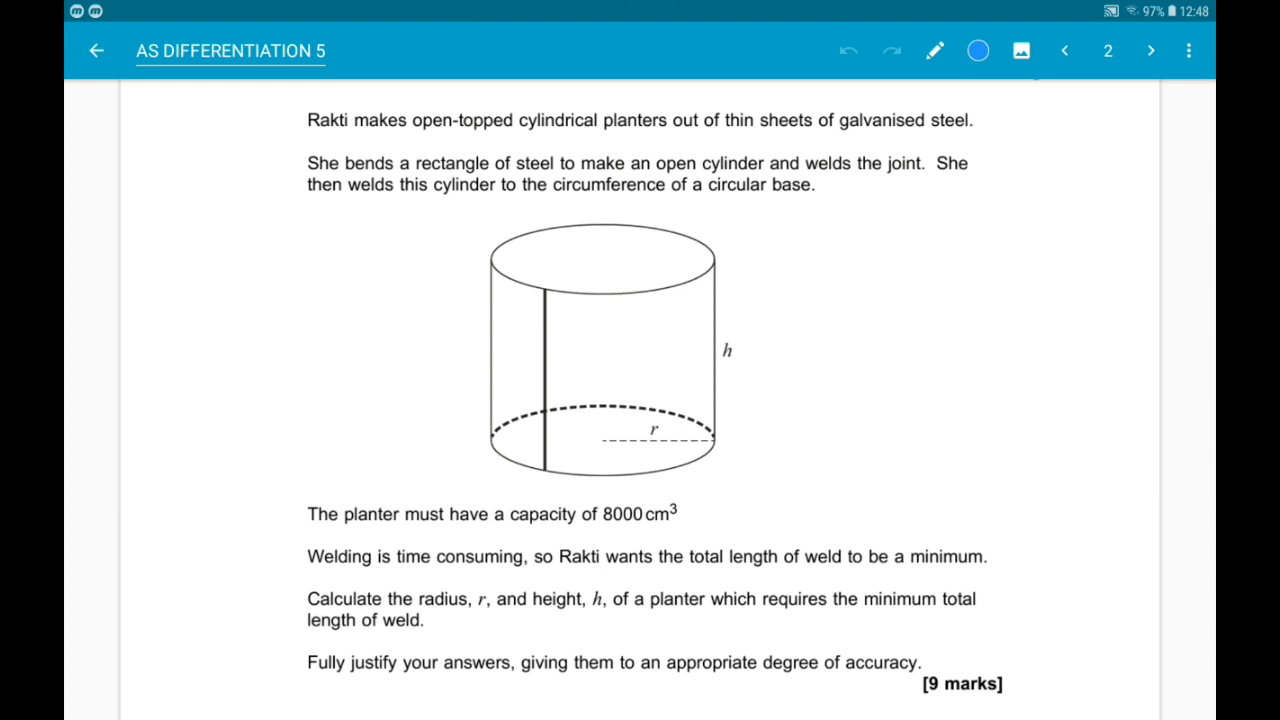 97% 12:48
AS DIFFERENTIATION 5
2
Rakti makes open-topped cylindrical planters out of thin sheets of galvanised steel.
She bends a rectangle of steel to make an open cylinder and welds the joint. She
then welds this cylinder to the circumference of a circular base.
h
r
The planter must have a capacity of 8000 cm³
Welding is time consuming, so Rakti wants the total length of weld to be a minimum.
Calculate the radius, r, and height, h, of a planter which requires the minimum total
length of weld.
Fully justify your answers, giving them to an appropriate degree of accuracy.
[9 marks]